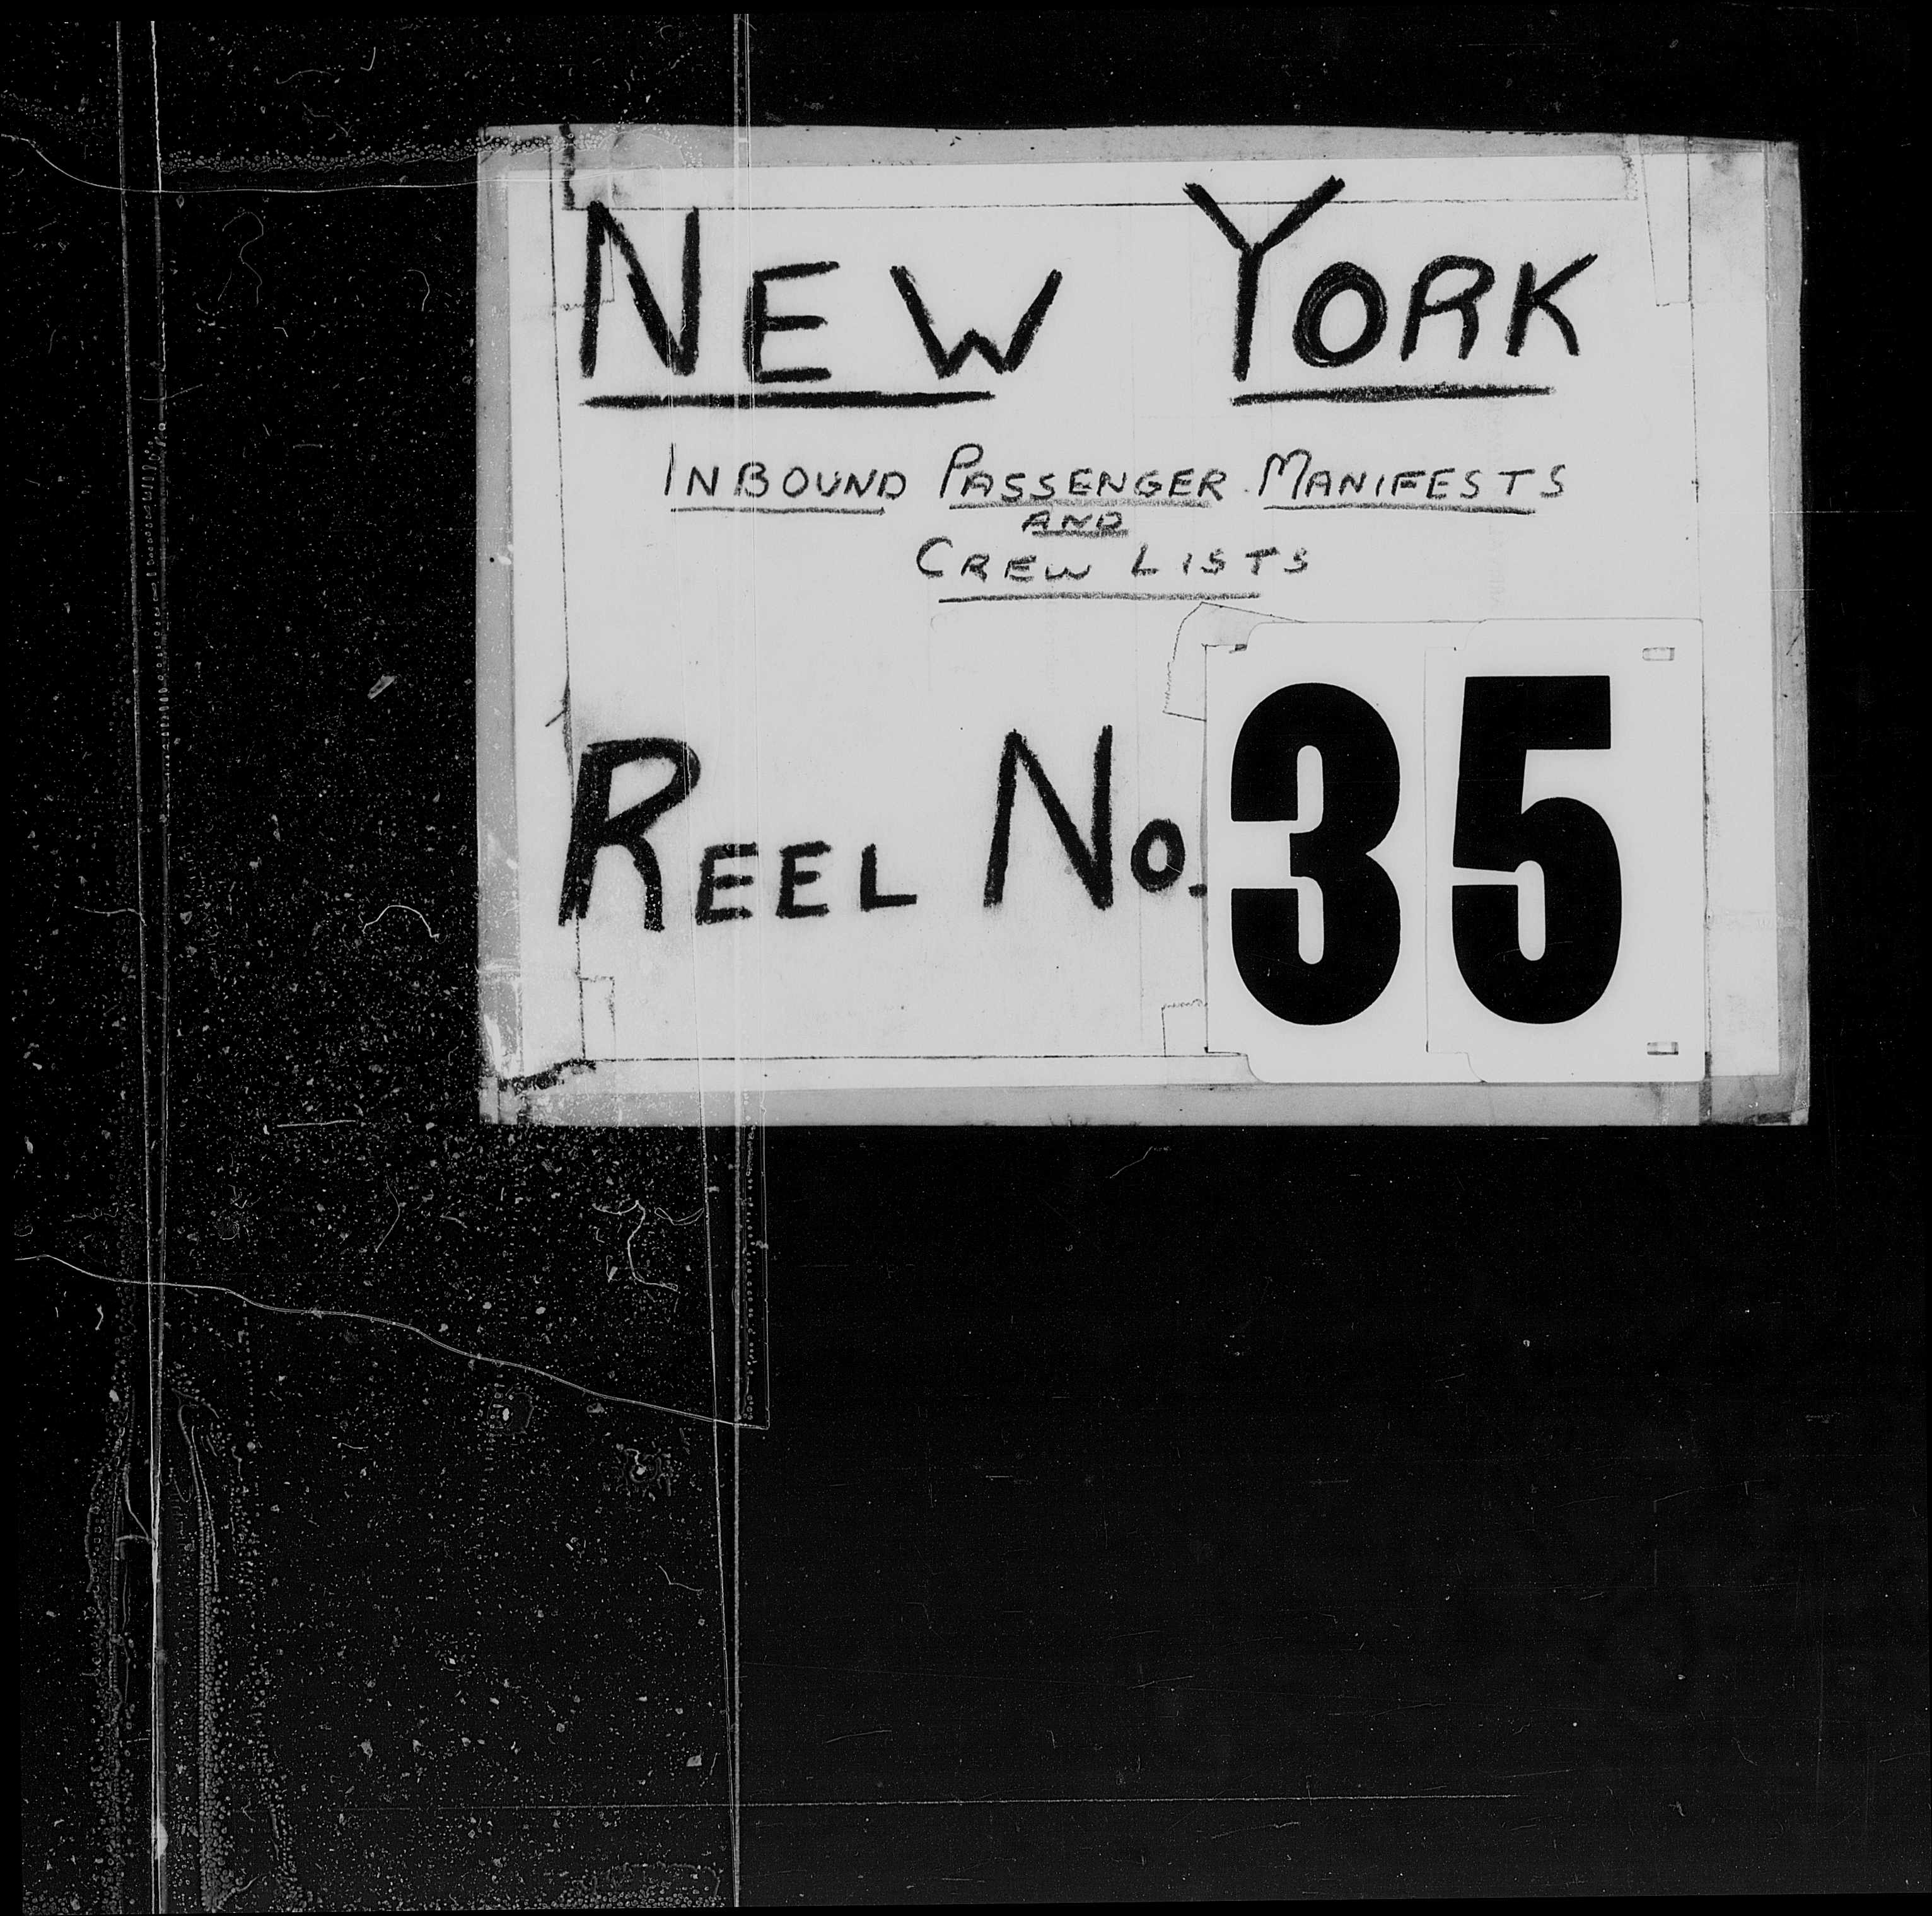 NEW YORK
INBOUND PASSENGER MANIFESTS
AND
CREW LISTS
REEL NO. 35